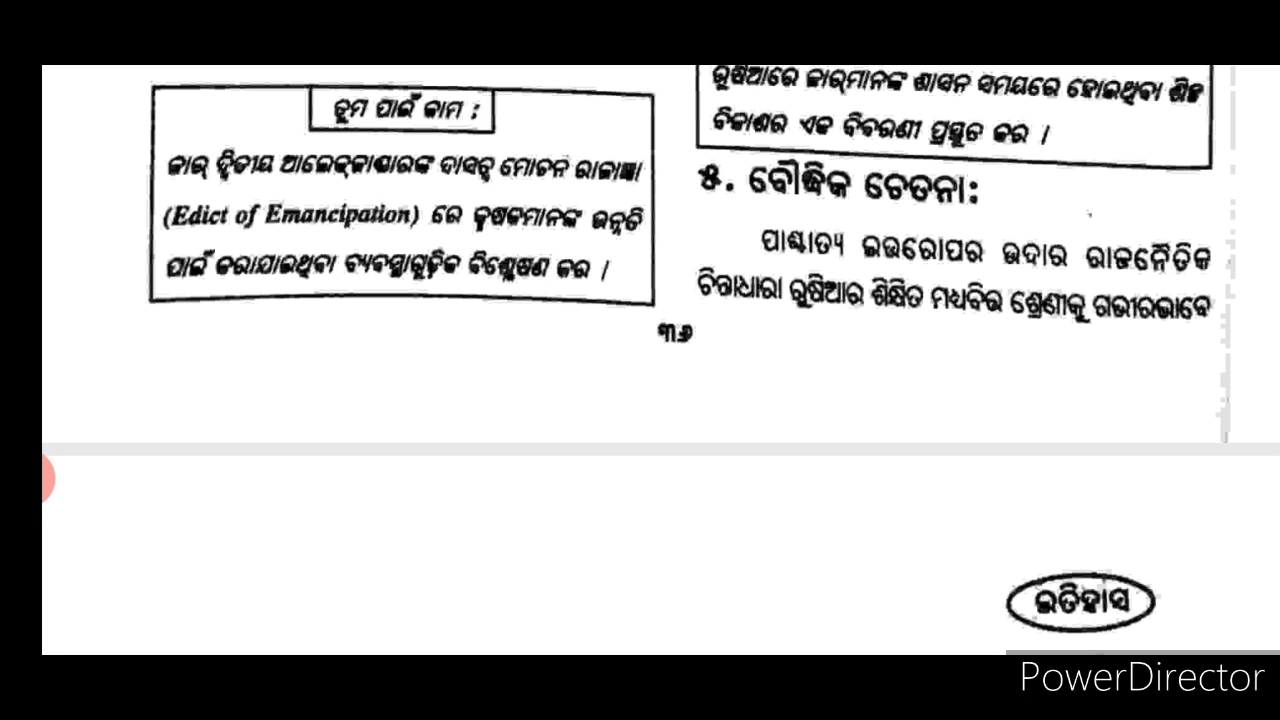 ତୁମ ପାଇଁ କାମ :
ଜାର୍ ଦ୍ୱିତୀୟ ଆଲେକ୍‌ଜାଣ୍ଡାରଙ୍କ ଦାସତ୍ୱ ମୋଚନ ରାଜାଜ୍ଞା
(Edict of Emancipation) ରେ କୃଷକମାନଙ୍କ ଉନ୍ନତି
ପାଇଁ କରାଯାଇଥିବା ବ୍ୟବସ୍ଥାଗୁଡ଼ିକ ବିଶ୍ଳେଷଣ କର ।
ରୁଷିଆରେ ଜାର୍‌ମାନଙ୍କ ଶାସନ ସମୟରେ ହୋଇଥିବା ଶିଳ୍ପ
ବିକାଶର ଏକ ବିବରଣୀ ପ୍ରସ୍ତୁତ କର ।
୫. ବୌଦ୍ଧିକ ଚେତନା:
ପାଶ୍ଚାତ୍ୟ ଇଉରୋପର ଉଦାର ରାଜନୈତିକ
ଚିନ୍ତାଧାରା ରୁଷିଆର ଶିକ୍ଷିତ ମଧ୍ୟବିତ୍ତ ଶ୍ରେଣୀକୁ ଗଭୀରଭାବେ
୩୬
ଇତିହାସ
PowerDirector